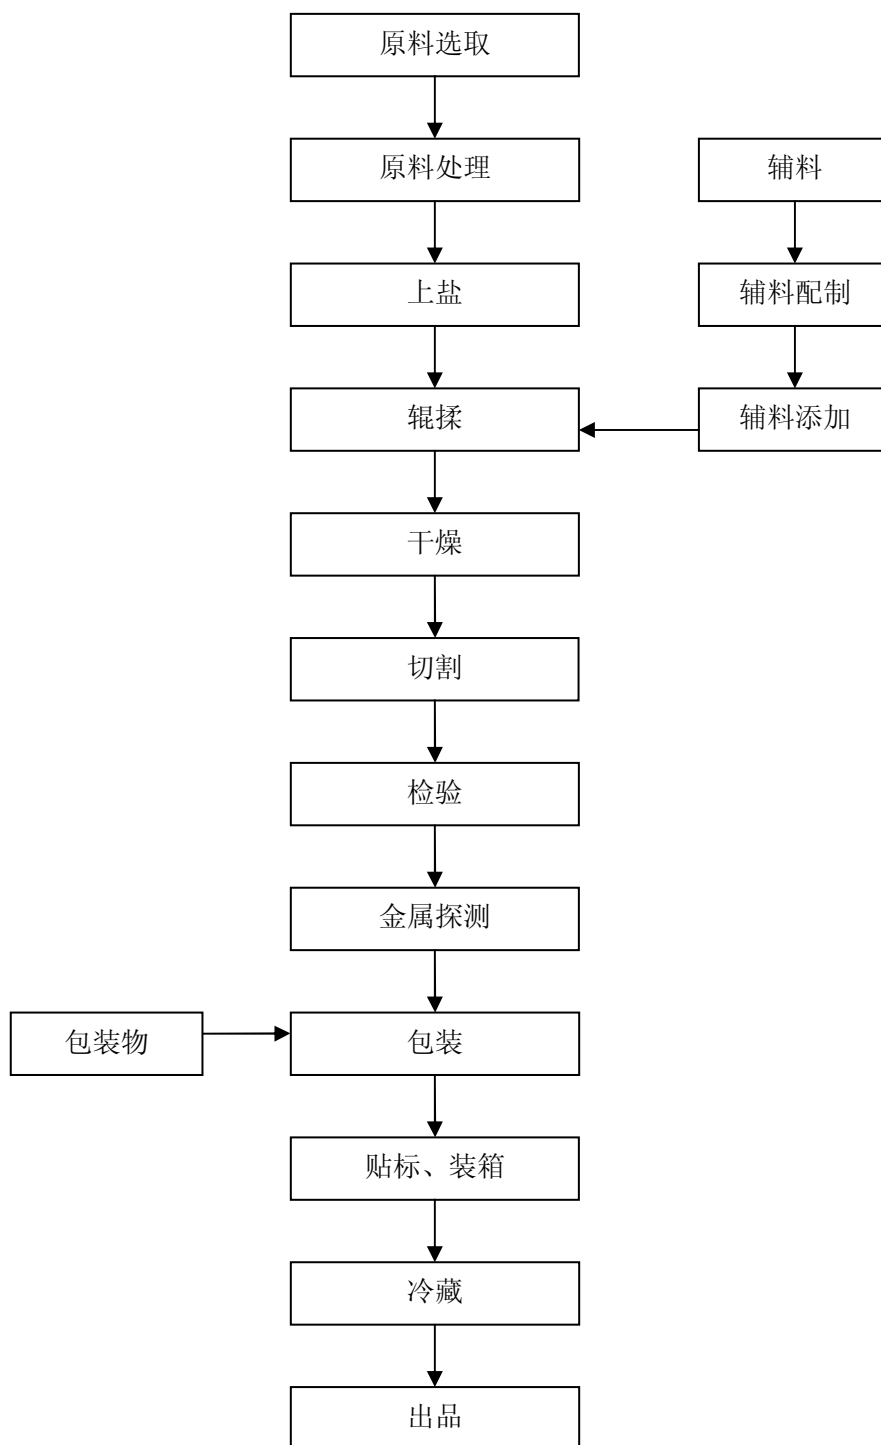 原料选取
原料处理
辅料
上盐
辅料配制
辊揉
辅料添加
干燥
切割
检验
金属探测
包装物
包装
贴标、装箱
冷藏
出品